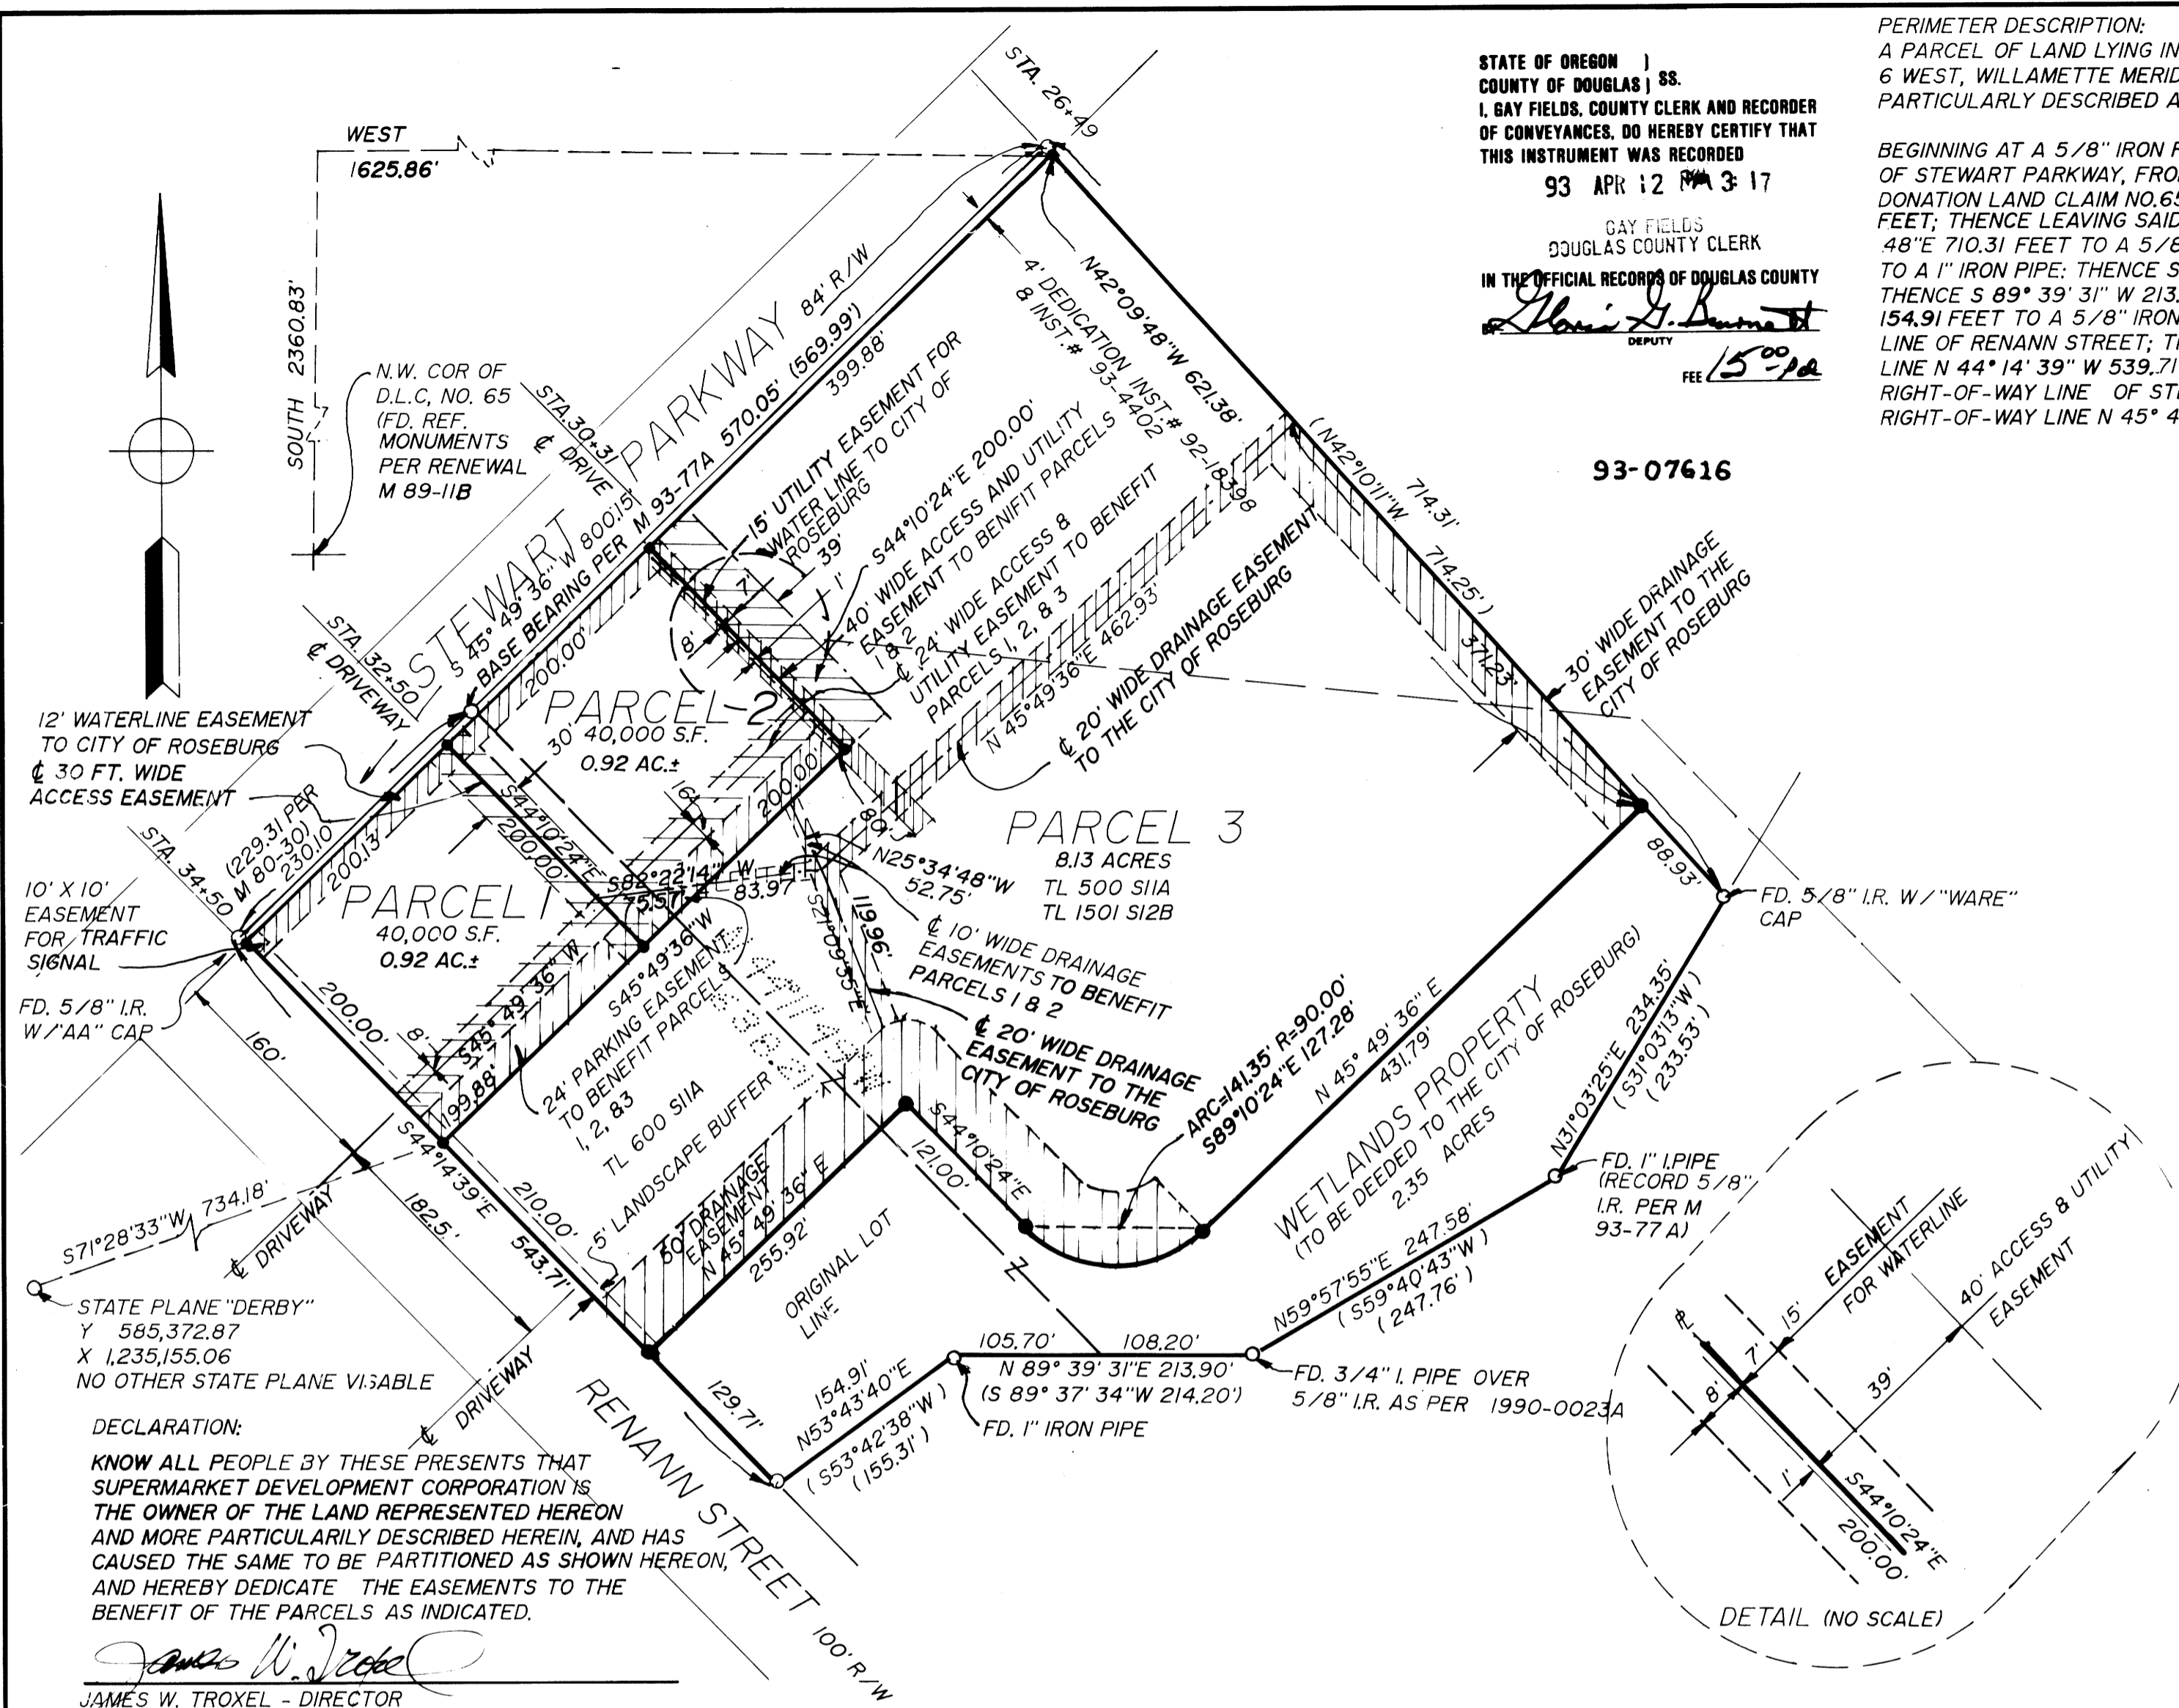 PERIMETER DESCRIPTION:
A PARCEL OF LAND LYING IN
6 WEST, WILLAMETTE MERID
PARTICULARLY DESCRIBED A
BEGINNING AT A 5/8" IRON
OF STEWART PARKWAY, FRO
DONATION LAND CLAIM NO.65
FEET; THENCE LEAVING SAID
48"E 710.31 FEET TO A 5/8
TO A 1" IRON PIPE; THENCE S
THENCE S 89° 39' 31" W 213.
154.91 FEET TO A 5/8" IRON
LINE OF RENANN STREET; T
LINE N 44° 14' 39" W 539.71
RIGHT-OF-WAY LINE OF ST
RIGHT-OF-WAY LINE N 45° 4
STATE OF OREGON )
COUNTY OF DOUGLAS ) SS.
I, GAY FIELDS, COUNTY CLERK AND RECORDER
OF CONVEYANCES, DO HEREBY CERTIFY THAT
THIS INSTRUMENT WAS RECORDED
93 APR 12 PM 3:17
GAY FIELDS
DOUGLAS COUNTY CLERK
IN THE OFFICIAL RECORDS OF DOUGLAS COUNTY
DEPUTY
FEE 15.00 pd
93-07616
WEST
1625.86'
SOUTH 2360.83'
N.W. COR OF
D.L.C, NO. 65
(FD. REF.
MONUMENTS
PER RENEWAL
M 89-11B
STA. 26+49
STA.30+31
℄ DRIVE
STA. 32+50
℄ DRIVEWAY
STA. 34+50
STEWART PARKWAY 84' R/W
S 45° 49' 36" W 800.15'
BASE BEARING PER M 93-77A 570.05' (569.99')
399.88'
200.00'
(229.31 PER
M 80-30)
230.10
200.13'
N42°09'48"W 621.38'
4' DEDICATION INST.# 92-18398
& INST.# 93-4402
(N42°10'11"W 714.25')
714.31'
371.23'
88.93'
15' UTILITY EASEMENT FOR
WATER LINE TO CITY OF
ROSEBURG
39'
7'
1'
8'
S44°10'24"E 200.00'
40' WIDE ACCESS AND UTILITY
EASEMENT TO BENIFIT PARCELS
1 & 2
℄ 24' WIDE ACCESS &
UTILITY EASEMENT TO BENEFIT
PARCELS 1, 2, & 3
N 45°49'36"E 462.93'
℄ 20' WIDE DRAINAGE EASEMENT
TO THE CITY OF ROSEBURG
30' WIDE DRAINAGE
EASEMENT TO THE
CITY OF ROSEBURG
12' WATERLINE EASEMENT
TO CITY OF ROSEBURG
℄ 30 FT. WIDE
ACCESS EASEMENT
10' X 10'
EASEMENT
FOR TRAFFIC
SIGNAL
FD. 5/8" I.R.
W/"AA" CAP
PARCEL 2
30'
40,000 S.F.
0.92 AC.±
16'
200.00'
80'
S44°10'24"E
200.00'
PARCEL 1
40,000 S.F.
0.92 AC.±
S82°22'14" W
75.57'
83.97'
PARCEL 3
8.13 ACRES
TL 500 S11A
TL 1501 S12B
N25°34'48"W
52.75'
S21°09'35"E
119.96'
℄ 10' WIDE DRAINAGE
EASEMENTS TO BENEFIT
PARCELS 1 & 2
℄ 20' WIDE DRAINAGE
EASEMENT TO THE
CITY OF ROSEBURG
ARC=141.35' R=90.00'
S89°10'24"E 127.28'
N 45° 49' 36" E
431.79'
WETLANDS PROPERTY
(TO BE DEEDED TO THE CITY OF ROSEBURG)
2.35 ACRES
FD. 5/8" I.R. W/ "WARE"
CAP
N31°03'25"E 234.35'
(S31°03'13"W)
(233.53')
FD. 1" I.PIPE
(RECORD 5/8"
I.R. PER M
93-77 A)
N59°57'55"E 247.58'
(S59°40'43"W)
(247.76')
200.00'
160'
8'
S45° 49' 36" W
199.88'
S45°49'36"W
24' PARKING EASEMENT
TO BENEFIT PARCELS
1, 2, &3
TL 600 S11A
5' LANDSCAPE BUFFER
60' DRAINAGE
EASEMENT
N 45° 49' 36" E
255.92'
S44°10'24"E
121.00'
S44°14'39"E
543.71'
210.00'
182.5.'
℄ DRIVEWAY
S71°28'33"W 734.18'
STATE PLANE "DERBY"
Y 585,372.87
X 1,235,155.06
NO OTHER STATE PLANE VISABLE
ORIGINAL LOT
LINE
℄ DRIVEWAY
129.71'
154.91'
N53°43'40"E
(S53°42'38"W)
(155.31')
105.70'
108.20'
N 89° 39' 31"E 213.90'
(S 89° 37' 34"W 214.20')
FD. 1" IRON PIPE
FD. 3/4" I. PIPE OVER
5/8" I.R. AS PER 1990-0023A
RENANN STREET 100' R/W
DECLARATION:
KNOW ALL PEOPLE BY THESE PRESENTS THAT
SUPERMARKET DEVELOPMENT CORPORATION IS
THE OWNER OF THE LAND REPRESENTED HEREON
AND MORE PARTICULARILY DESCRIBED HEREIN, AND HAS
CAUSED THE SAME TO BE PARTITIONED AS SHOWN HEREON,
AND HEREBY DEDICATE THE EASEMENTS TO THE
BENEFIT OF THE PARCELS AS INDICATED.
James W. Troxel
JAMES W. TROXEL - DIRECTOR
EASEMENT
FOR WATERLINE
40' ACCESS & UTILITY
EASEMENT
15'
7'
8'
39'
1'
S44°10'24"E
200.00'
DETAIL (NO SCALE)